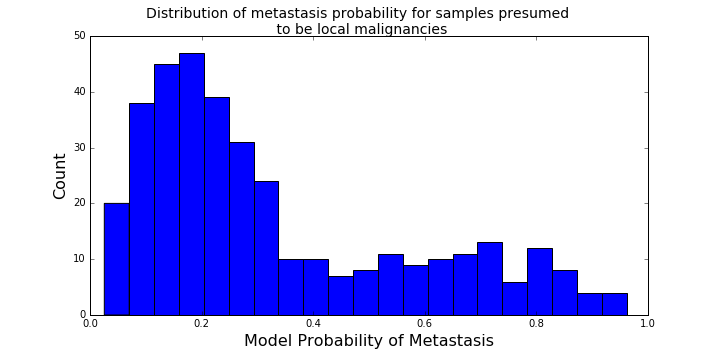 Distribution of metastasis probability for samples presumed
to be local malignancies
50
40
30
20
10
0
Count
0.0 0.2 0.4 0.6 0.8 1.0
Model Probability of Metastasis